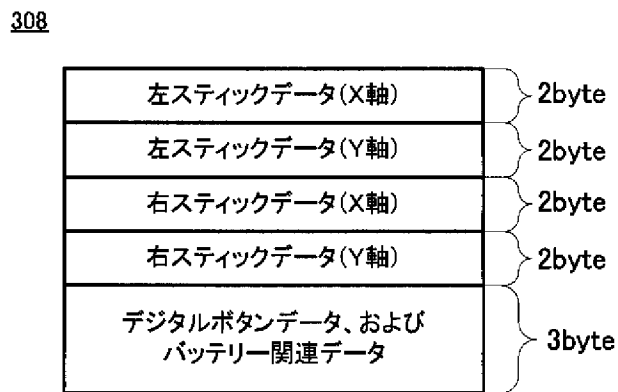 308
左スティックデータ(X軸) 2byte
左スティックデータ(Y軸) 2byte
右スティックデータ(X軸) 2byte
右スティックデータ(Y軸) 2byte
デジタルボタンデータ、および
バッテリー関連データ
3byte